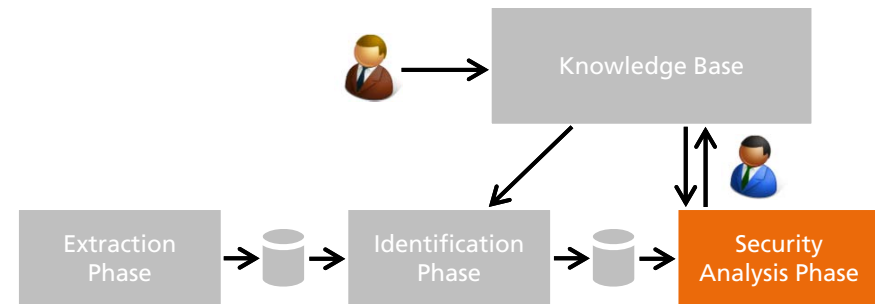 Knowledge Base
Extraction
Phase
Identification
Phase
Security
Analysis Phase